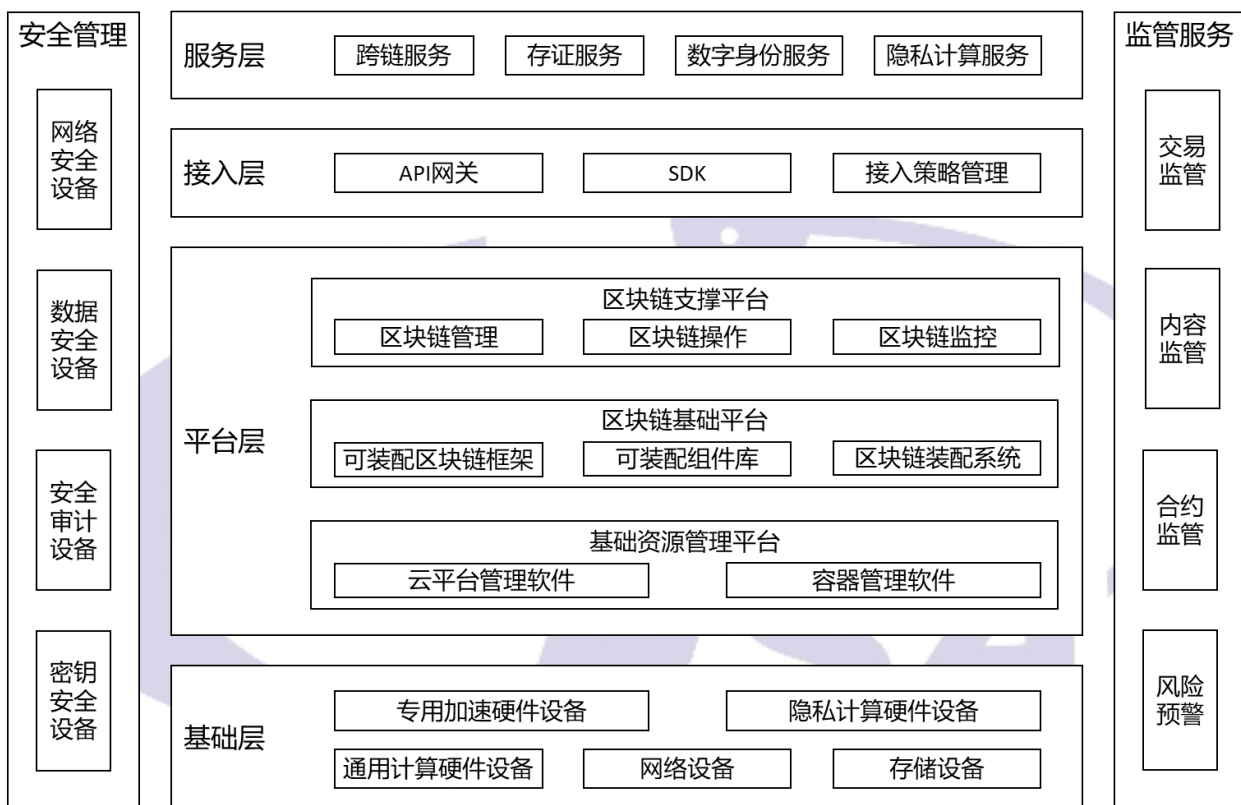 安全管理
网络
安全
设备
数据
安全
设备
安全
审计
设备
密钥
安全
设备
服务层
跨链服务
存证服务
数字身份服务
隐私计算服务
接入层
API网关
SDK
接入策略管理
平台层
区块链支撑平台
区块链管理
区块链操作
区块链监控
区块链基础平台
可装配区块链框架
可装配组件库
区块链装配系统
基础资源管理平台
云平台管理软件
容器管理软件
基础层
专用加速硬件设备
隐私计算硬件设备
通用计算硬件设备
网络设备
存储设备
监管服务
交易
监管
内容
监管
合约
监管
风险
预警